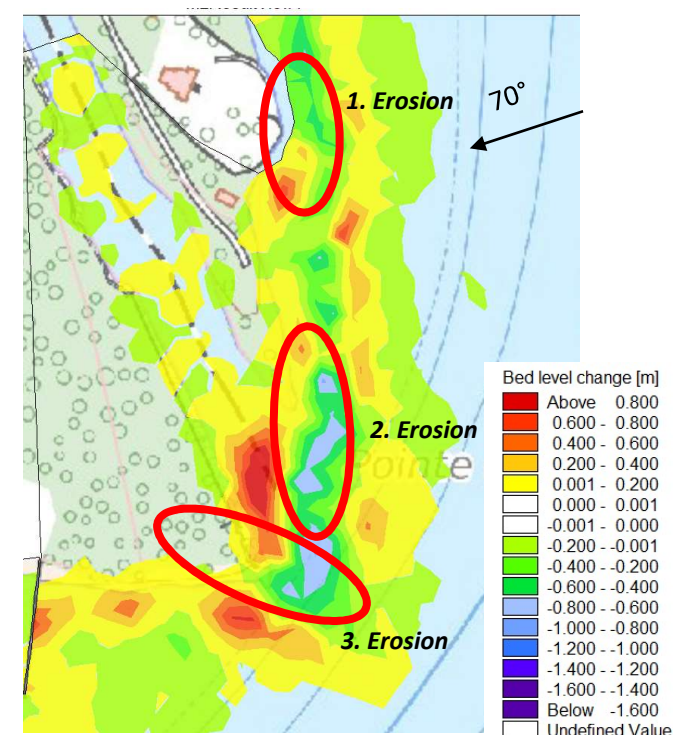 1. Erosion
70°
2. Erosion
Pointe
3. Erosion
Bed level change [m]
Above 0.800
0.600 - 0.800
0.400 - 0.600
0.200 - 0.400
0.001 - 0.200
0.000 - 0.001
-0.001 - 0.000
-0.200 - -0.001
-0.400 - -0.200
-0.600 - -0.400
-0.800 - -0.600
-1.000 - -0.800
-1.200 - -1.000
-1.400 - -1.200
-1.600 - -1.400
Below -1.600
Undefined Value